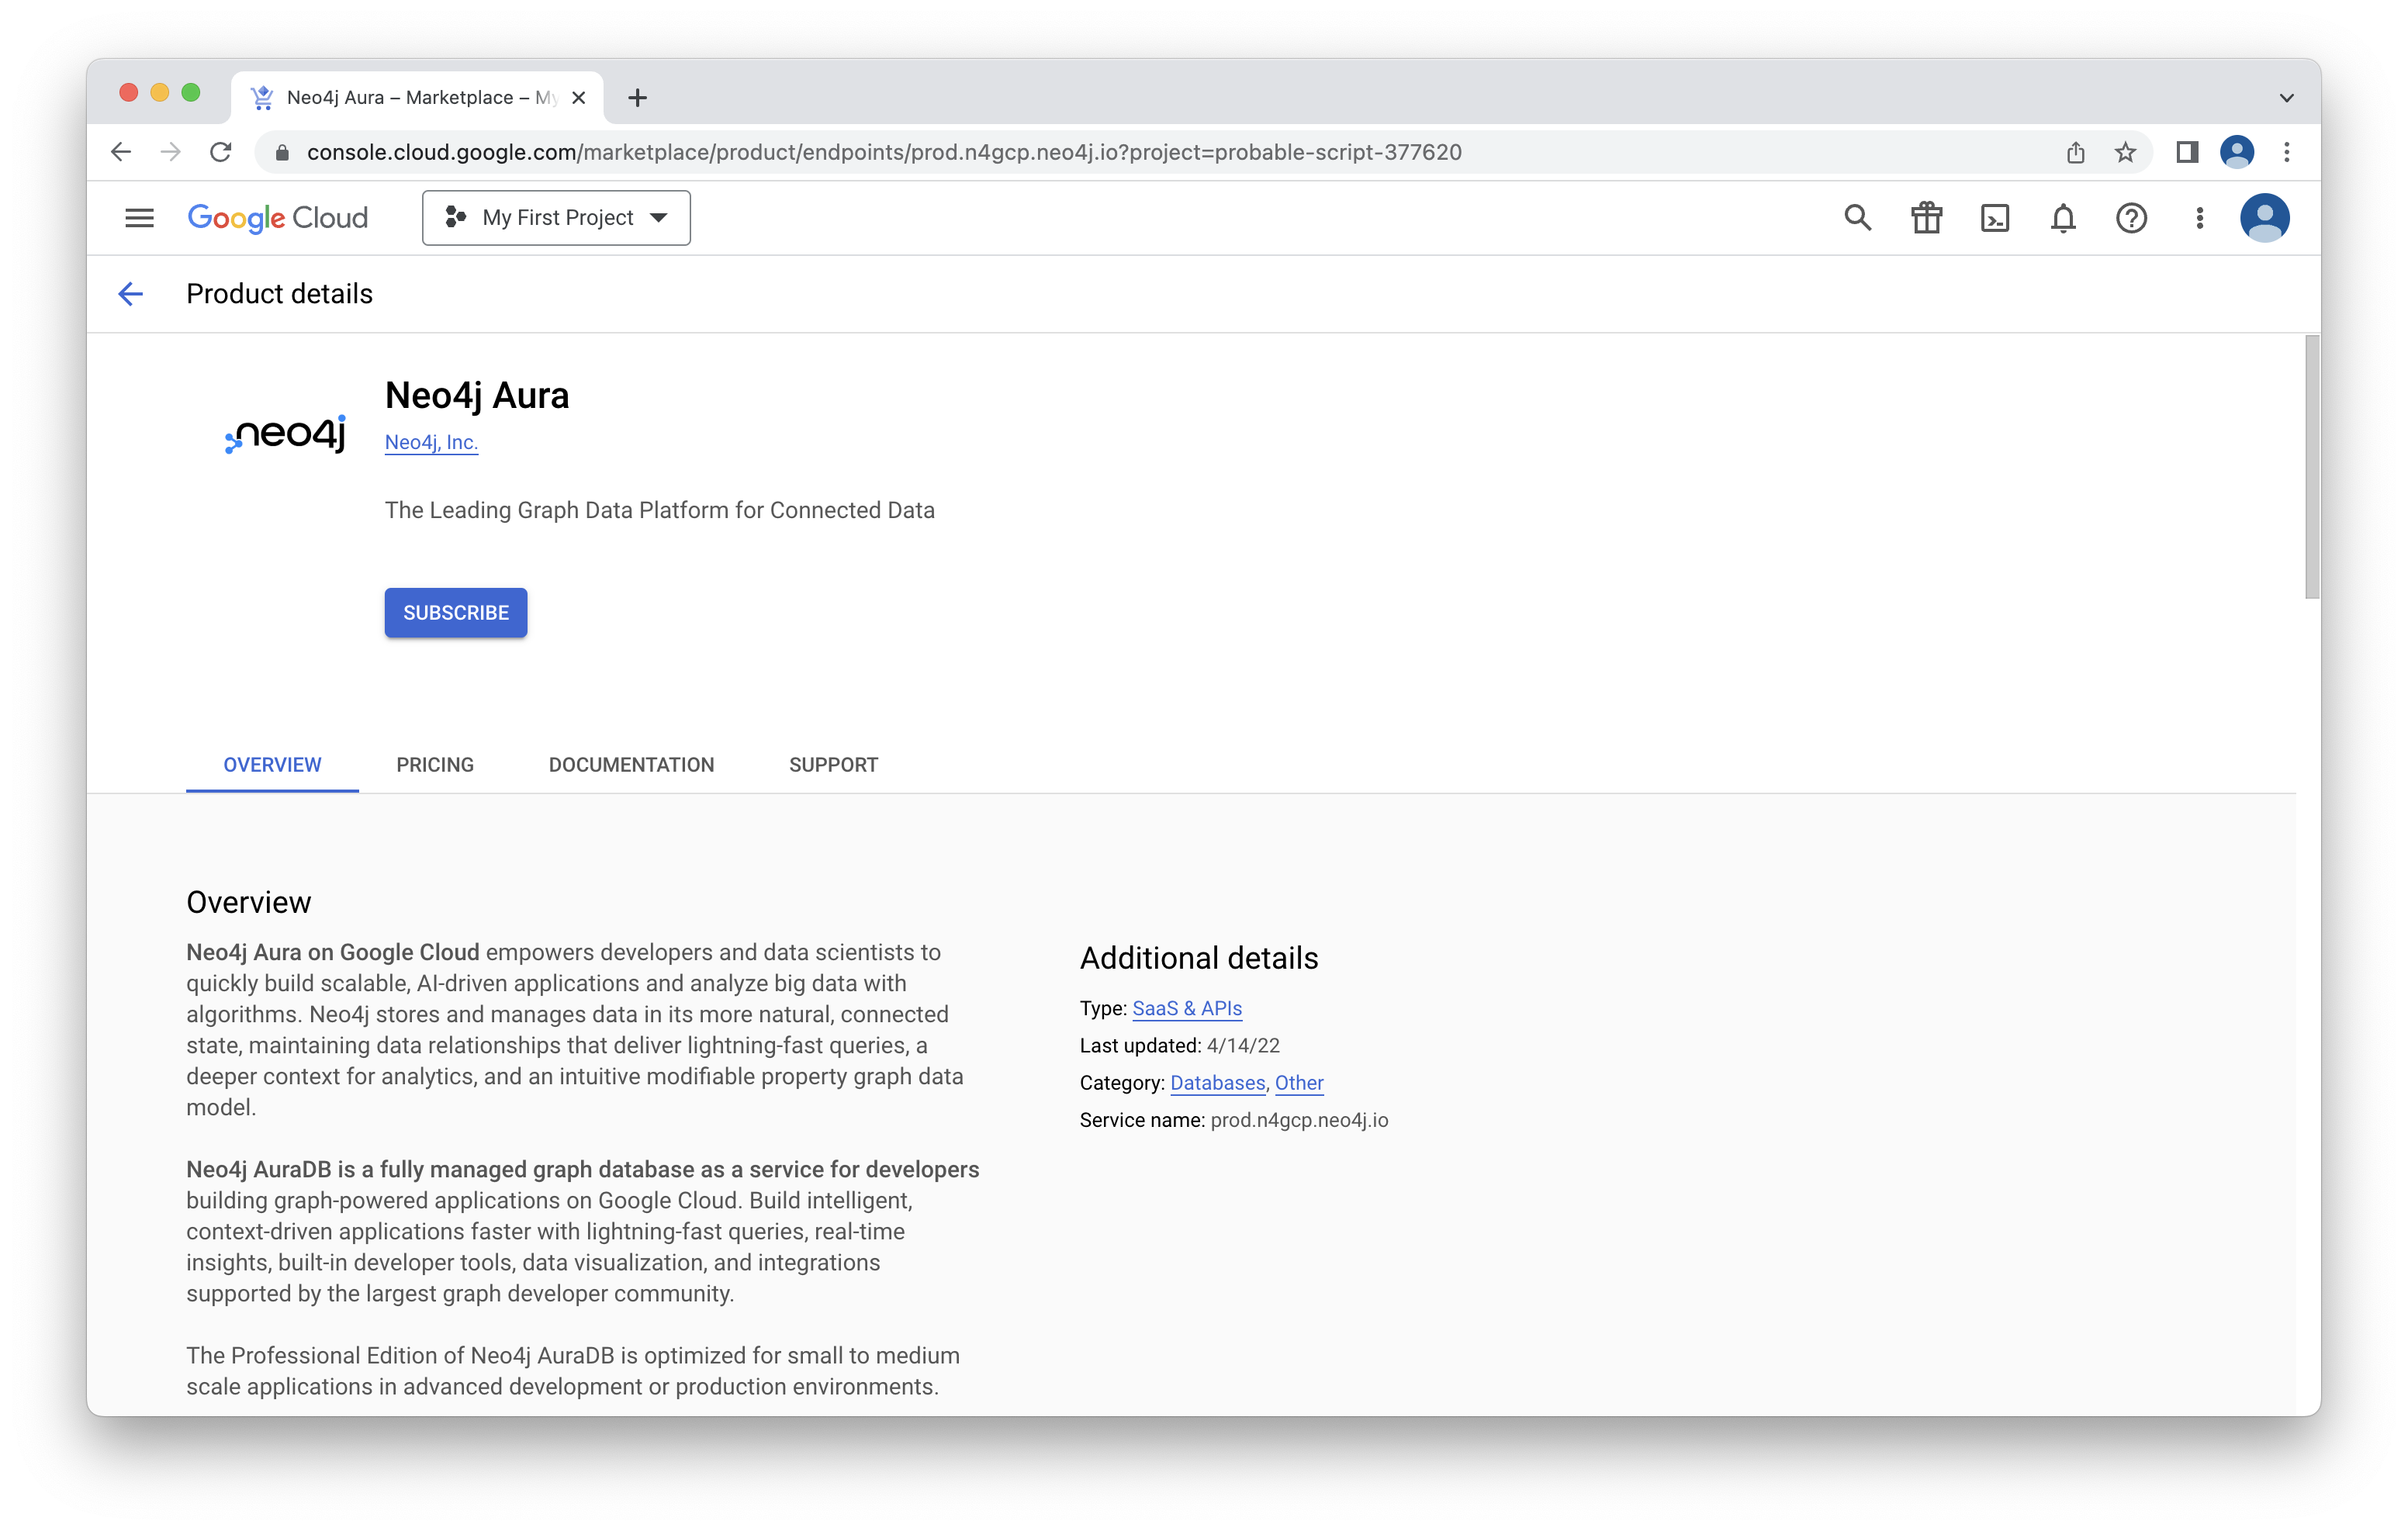 Neo4j Aura – Marketplace – My
console.cloud.google.com/marketplace/product/endpoints/prod.n4gcp.neo4j.io?project=probable-script-377620
Google Cloud
My First Project
Product details
neo4j
Neo4j Aura
Neo4j, Inc.
The Leading Graph Data Platform for Connected Data
SUBSCRIBE
OVERVIEW
PRICING
DOCUMENTATION
SUPPORT
Overview
Neo4j Aura on Google Cloud empowers developers and data scientists to
quickly build scalable, AI-driven applications and analyze big data with
algorithms. Neo4j stores and manages data in its more natural, connected
state, maintaining data relationships that deliver lightning-fast queries, a
deeper context for analytics, and an intuitive modifiable property graph data
model.
Neo4j AuraDB is a fully managed graph database as a service for developers
building graph-powered applications on Google Cloud. Build intelligent,
context-driven applications faster with lightning-fast queries, real-time
insights, built-in developer tools, data visualization, and integrations
supported by the largest graph developer community.
The Professional Edition of Neo4j AuraDB is optimized for small to medium
scale applications in advanced development or production environments.
Additional details
Type: SaaS & APIs
Last updated: 4/14/22
Category: Databases, Other
Service name: prod.n4gcp.neo4j.io